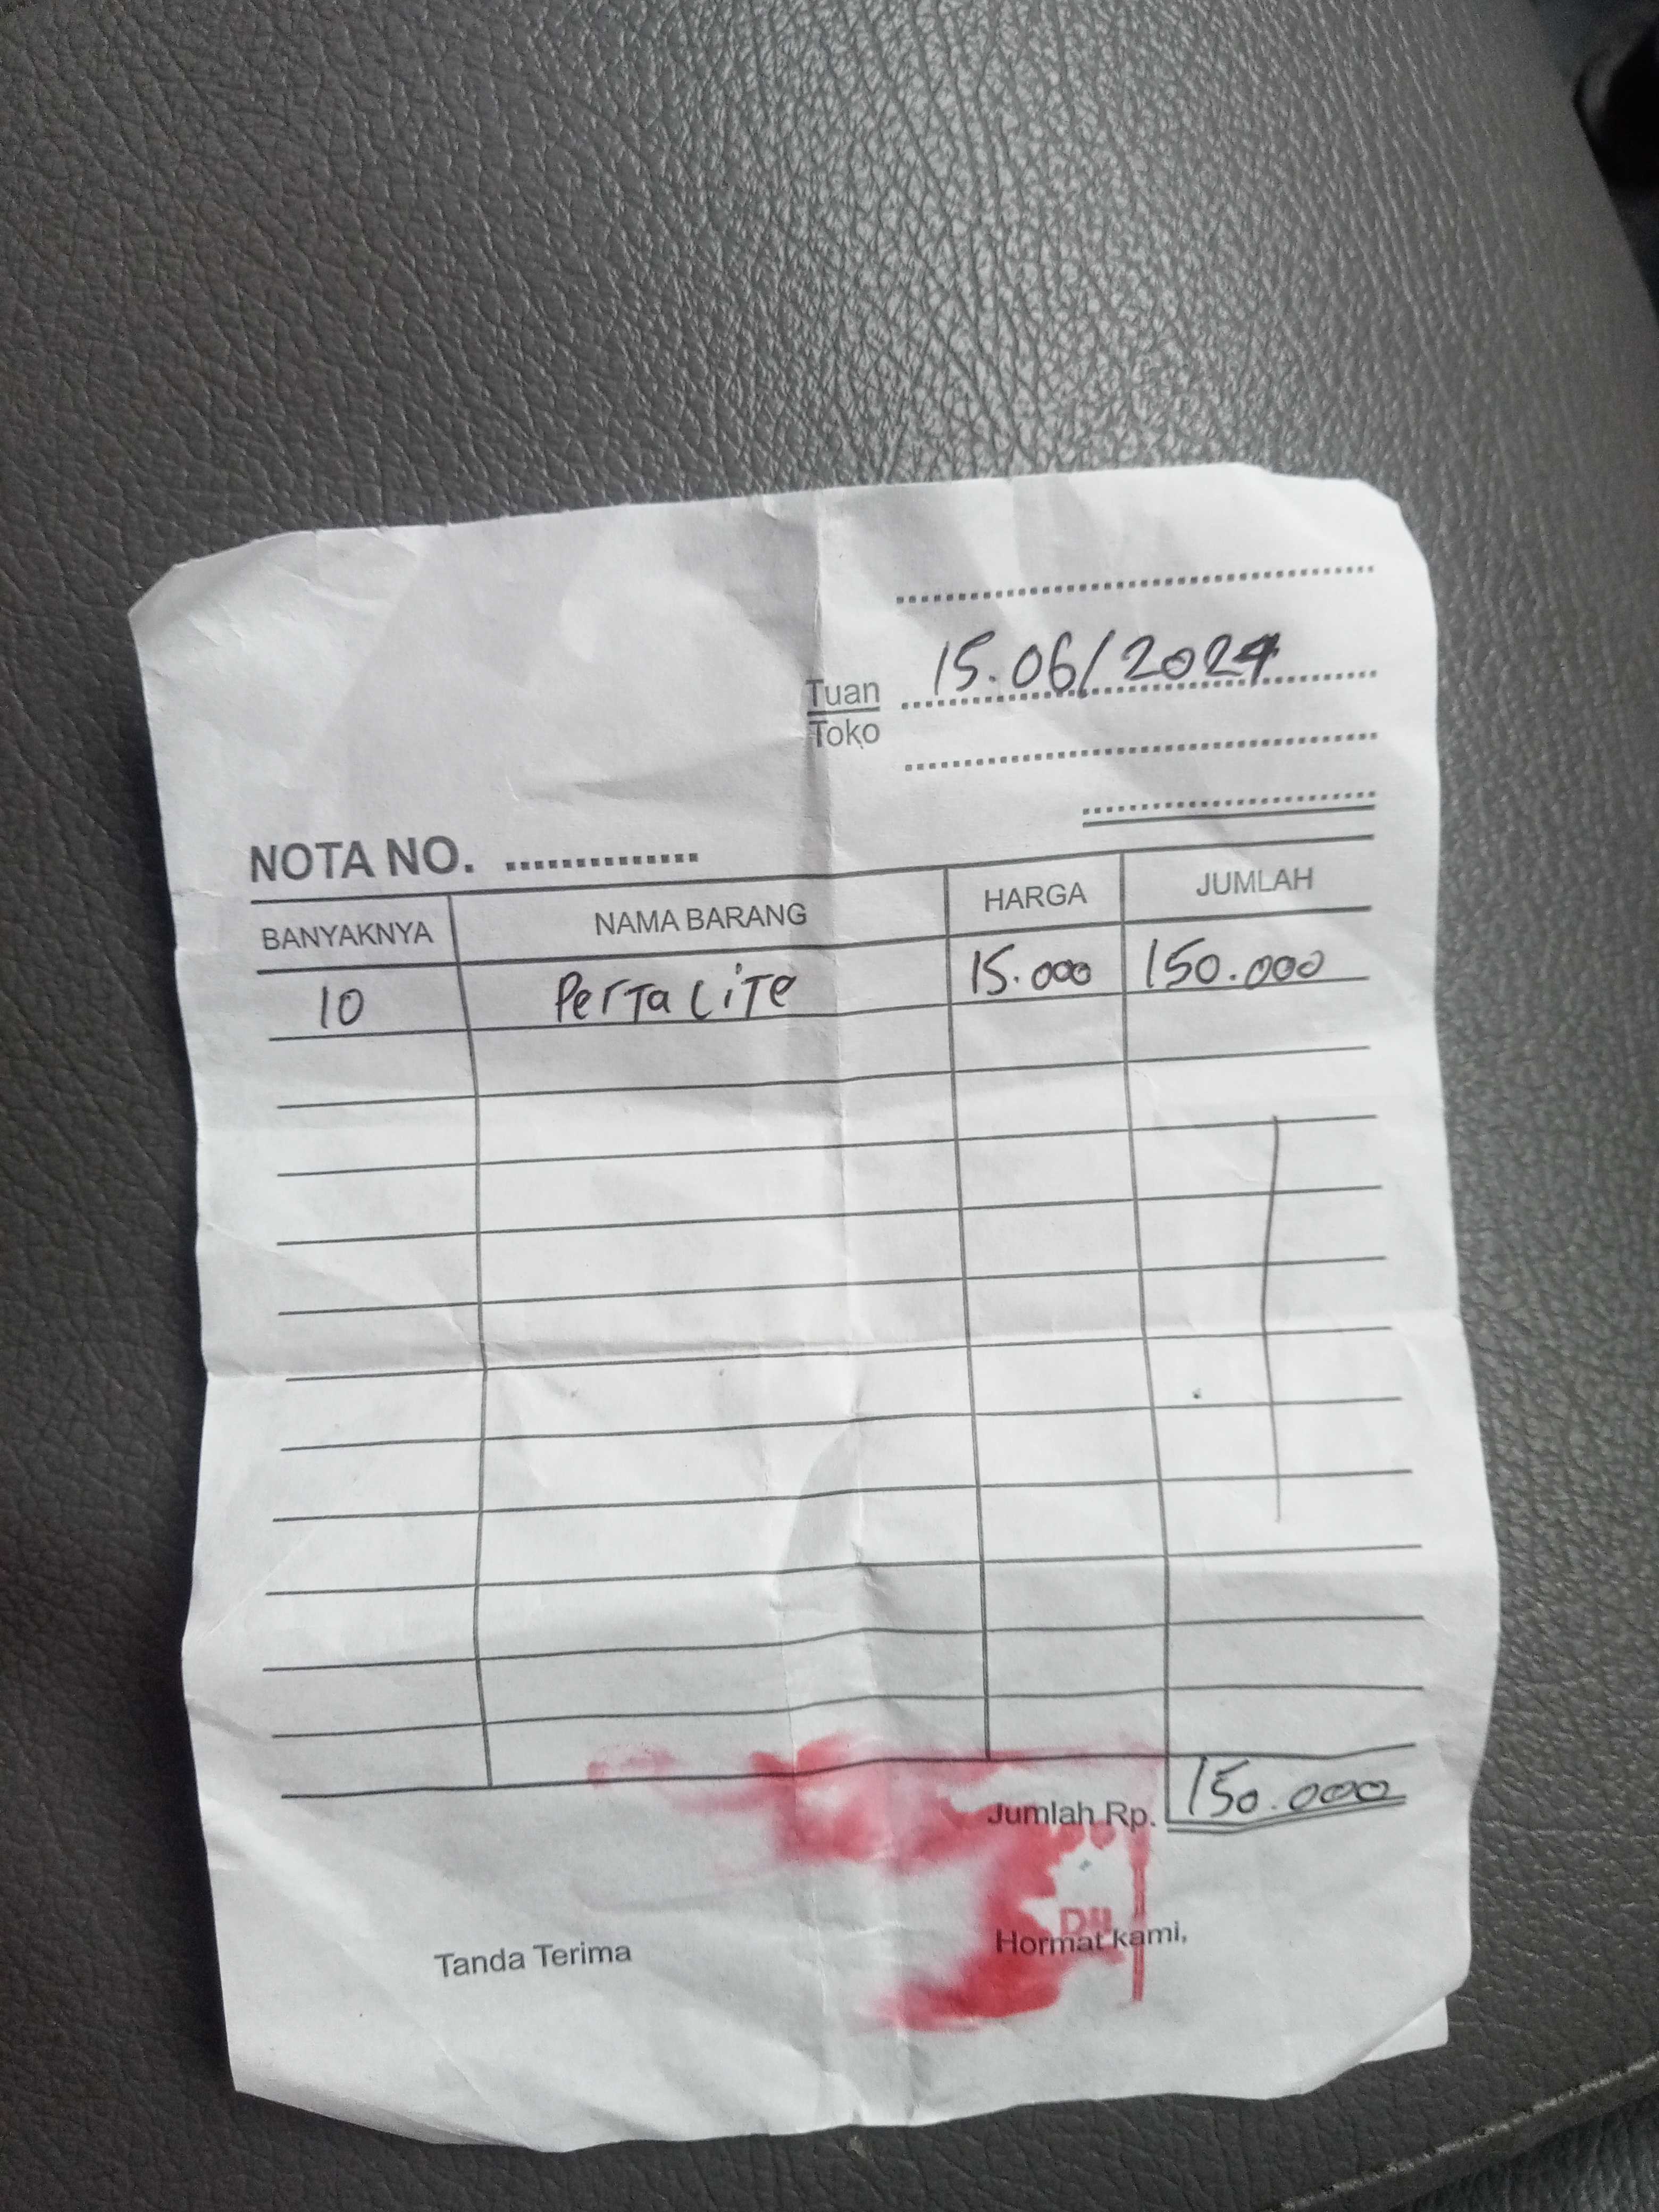 15.06/2024
Tuan
Toko
NOTA NO. ..............
BANYAKNYA NAMA BARANG HARGA JUMLAH
10 PerTaLiTe 15.000 150.000
Jumlah Rp. 150.000
Tanda Terima Hormat kami,